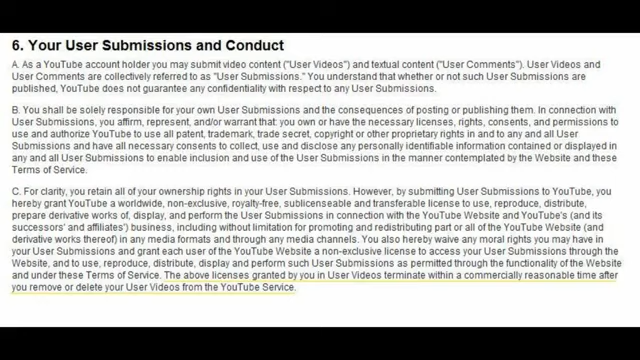 6. Your User Submissions and Conduct
A. As a YouTube account holder you may submit video content ("User Videos") and textual content ("User Comments"). User Videos and
User Comments are collectively referred to as "User Submissions." You understand that whether or not such User Submissions are
published, YouTube does not guarantee any confidentiality with respect to any User Submissions.
B. You shall be solely responsible for your own User Submissions and the consequences of posting or publishing them. In connection with
User Submissions, you affirm, represent, and/or warrant that: you own or have the necessary licenses, rights, consents, and permissions to
use and authorize YouTube to use all patent, trademark, trade secret, copyright or other proprietary rights in and to any and all User
Submissions and have all necessary consents to collect, use and disclose any personally identifiable information contained or displayed in
any and all User Submissions to enable inclusion and use of the User Submissions in the manner contemplated by the Website and these
Terms of Service.
C. For clarity, you retain all of your ownership rights in your User Submissions. However, by submitting User Submissions to YouTube, you
hereby grant YouTube a worldwide, non-exclusive, royalty-free, sublicenseable and transferable license to use, reproduce, distribute,
prepare derivative works of, display, and perform the User Submissions in connection with the YouTube Website and YouTube's (and its
successors' and affiliates') business, including without limitation for promoting and redistributing part or all of the YouTube Website (and
derivative works thereof) in any media formats and through any media channels. You also hereby waive any moral rights you may have in
your User Submissions and grant each user of the YouTube Website a non-exclusive license to access your User Submissions through the
Website, and to use, reproduce, distribute, display and perform such User Submissions as permitted through the functionality of the Website
and under these Terms of Service. The above licenses granted by you in User Videos terminate within a commercially reasonable time after
you remove or delete your User Videos from the YouTube Service.